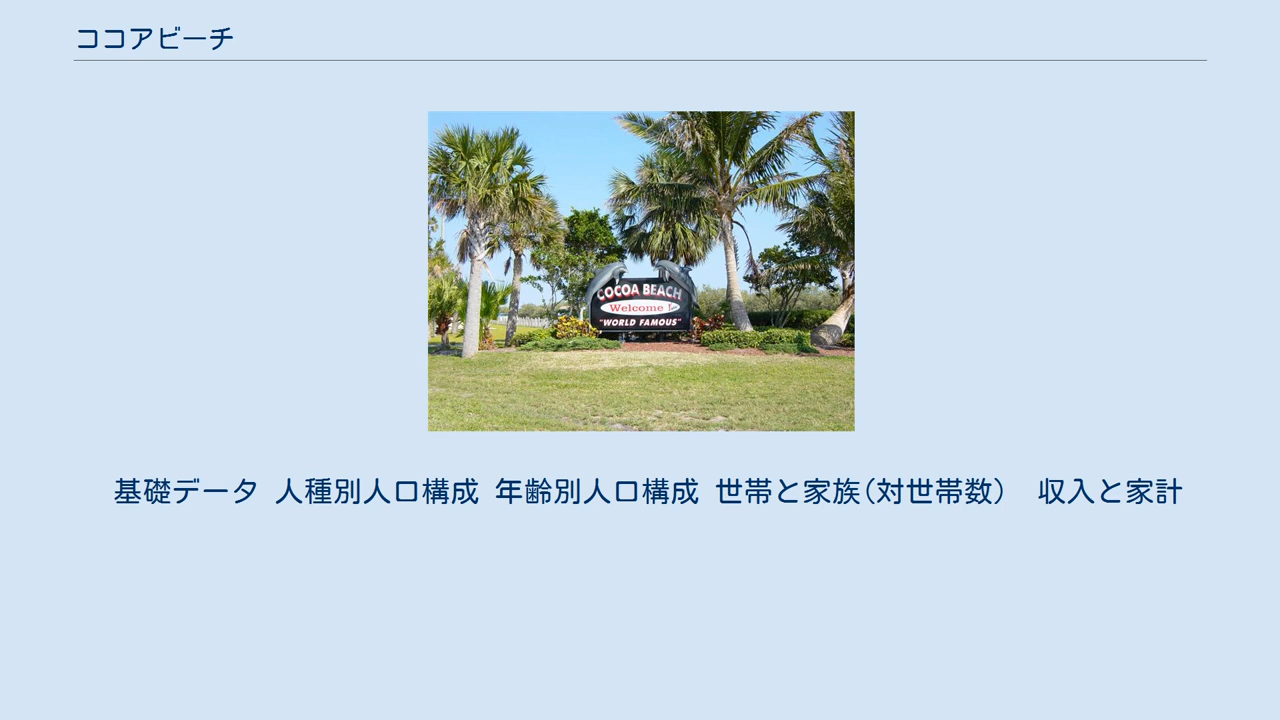 ココアビーチ
COCOA BEACH
Welcome !
"WORLD FAMOUS"
基礎データ 人種別人口構成 年齢別人口構成 世帯と家族(対世帯数) 収入と家計